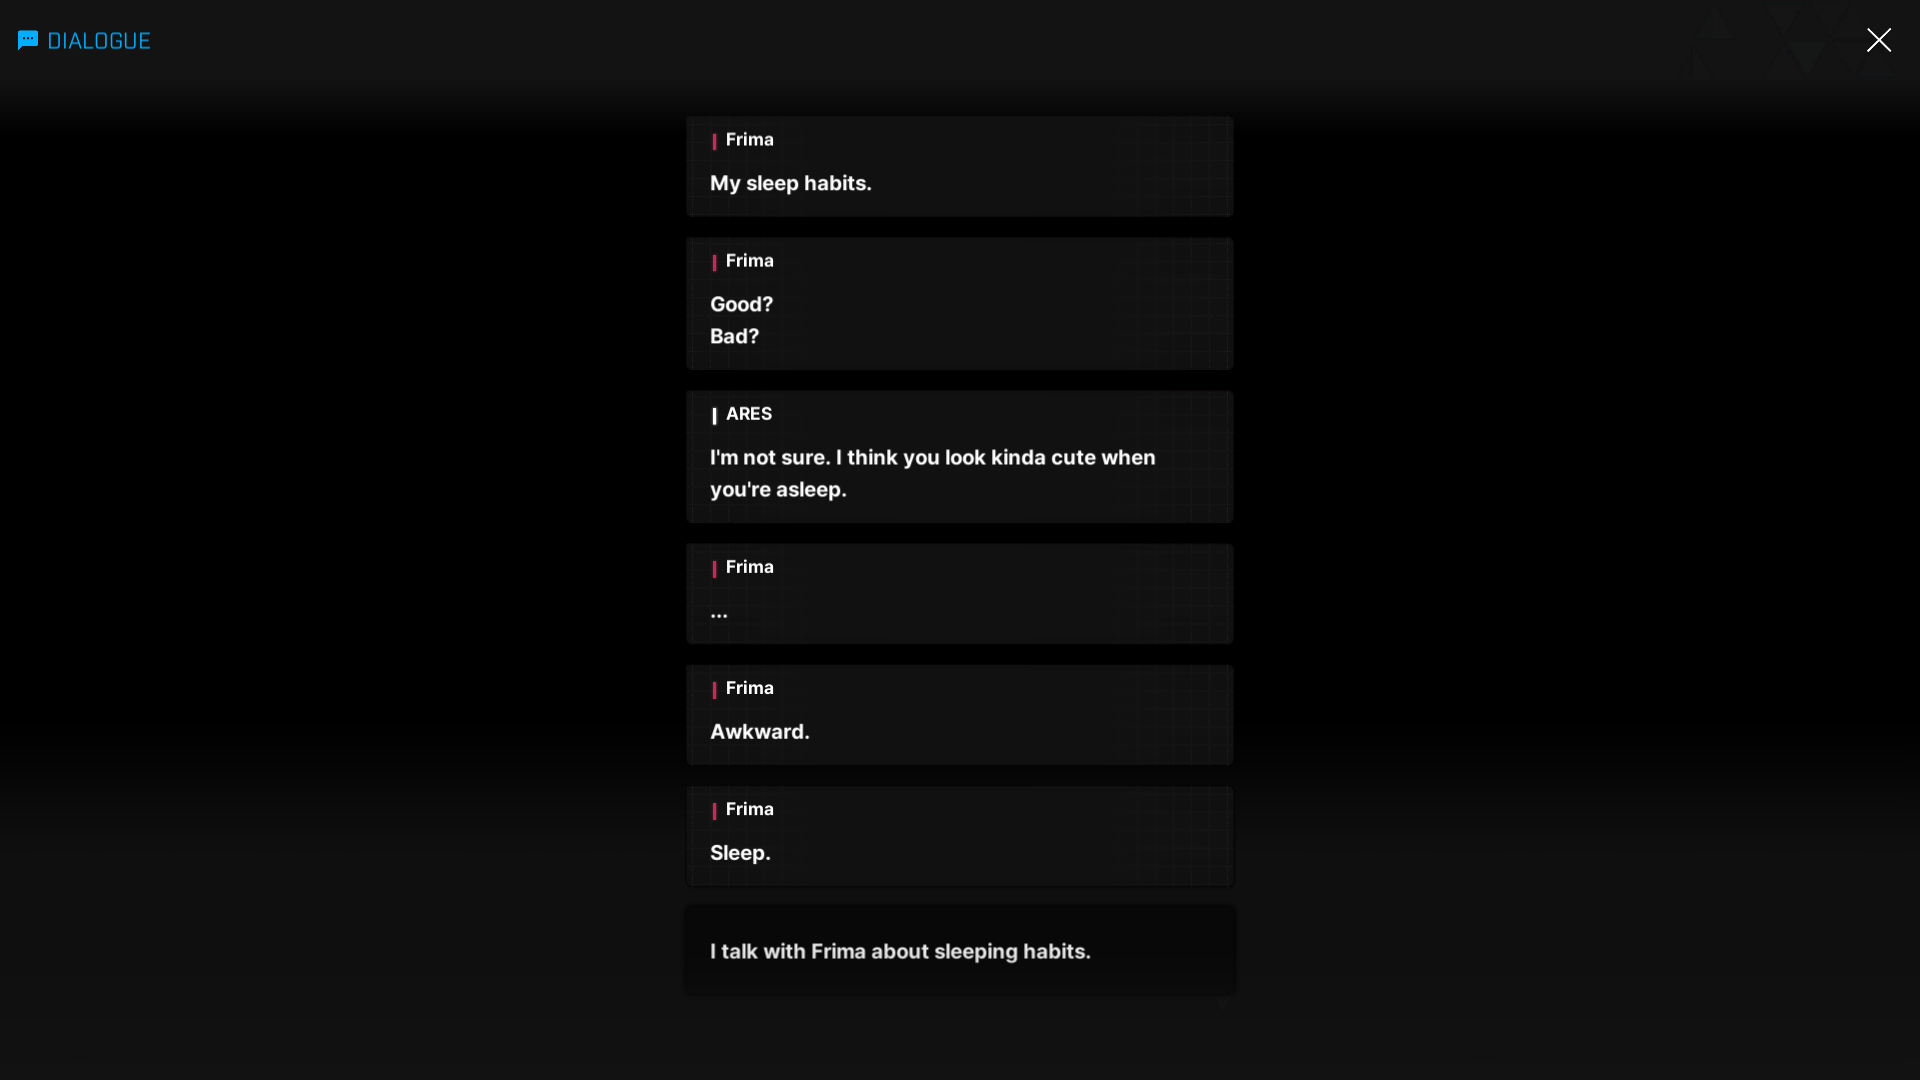 DIALOGUE
Frima
My sleep habits.
Frima
Good?
Bad?
ARES
I'm not sure. I think you look kinda cute when
you're asleep.
Frima
...
Frima
Awkward.
Frima
Sleep.
I talk with Frima about sleeping habits.